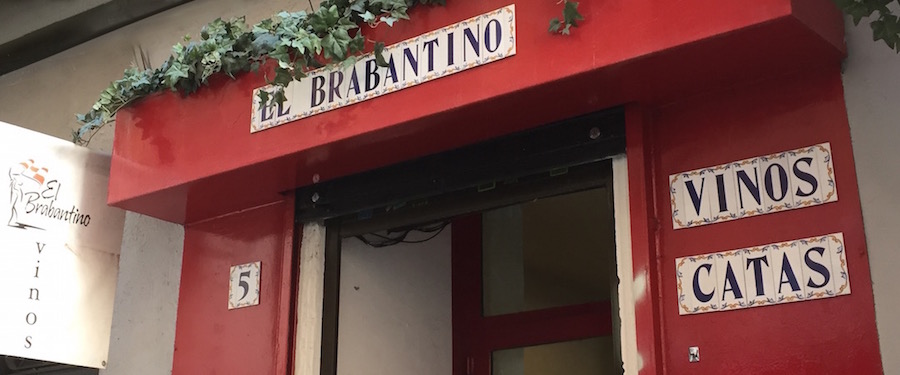 EL BRABANTINO
VINOS
CATAS
5
El
Brabantino
vinos